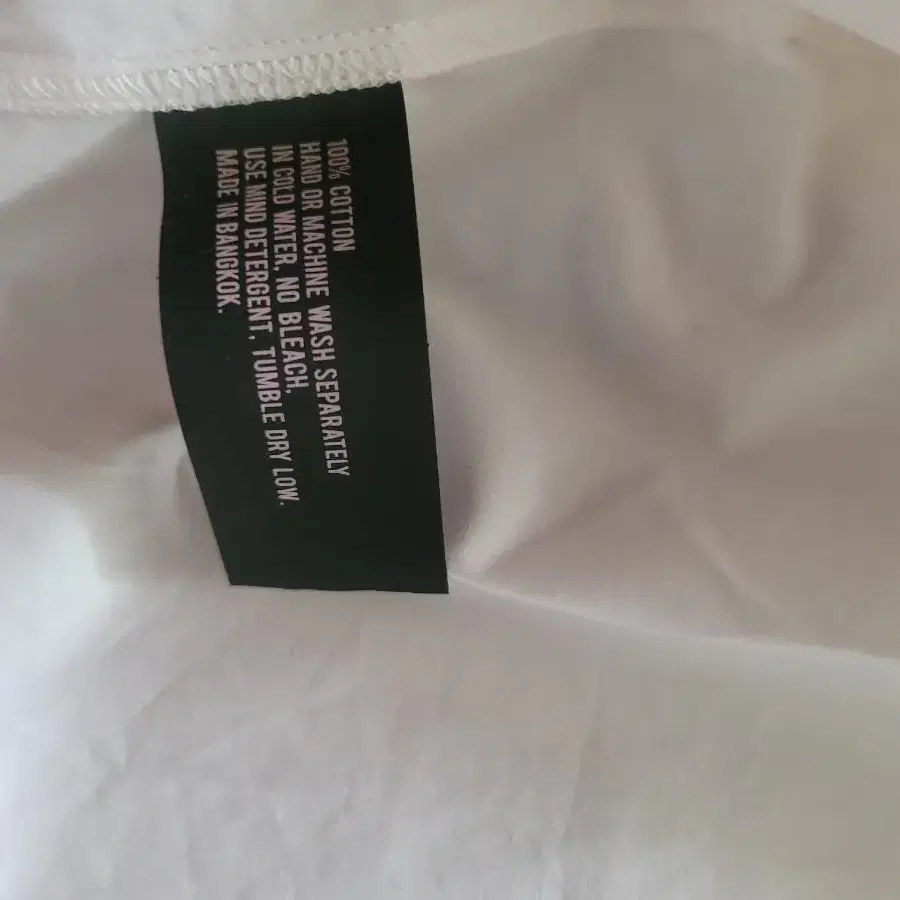 100% COTTON
HAND OR MACHINE WASH SEPARATELY
IN COLD WATER, NO BLEACH,
USE MIND DETERGENT, TUMBLE DRY LOW.
MADE IN BANGKOK.